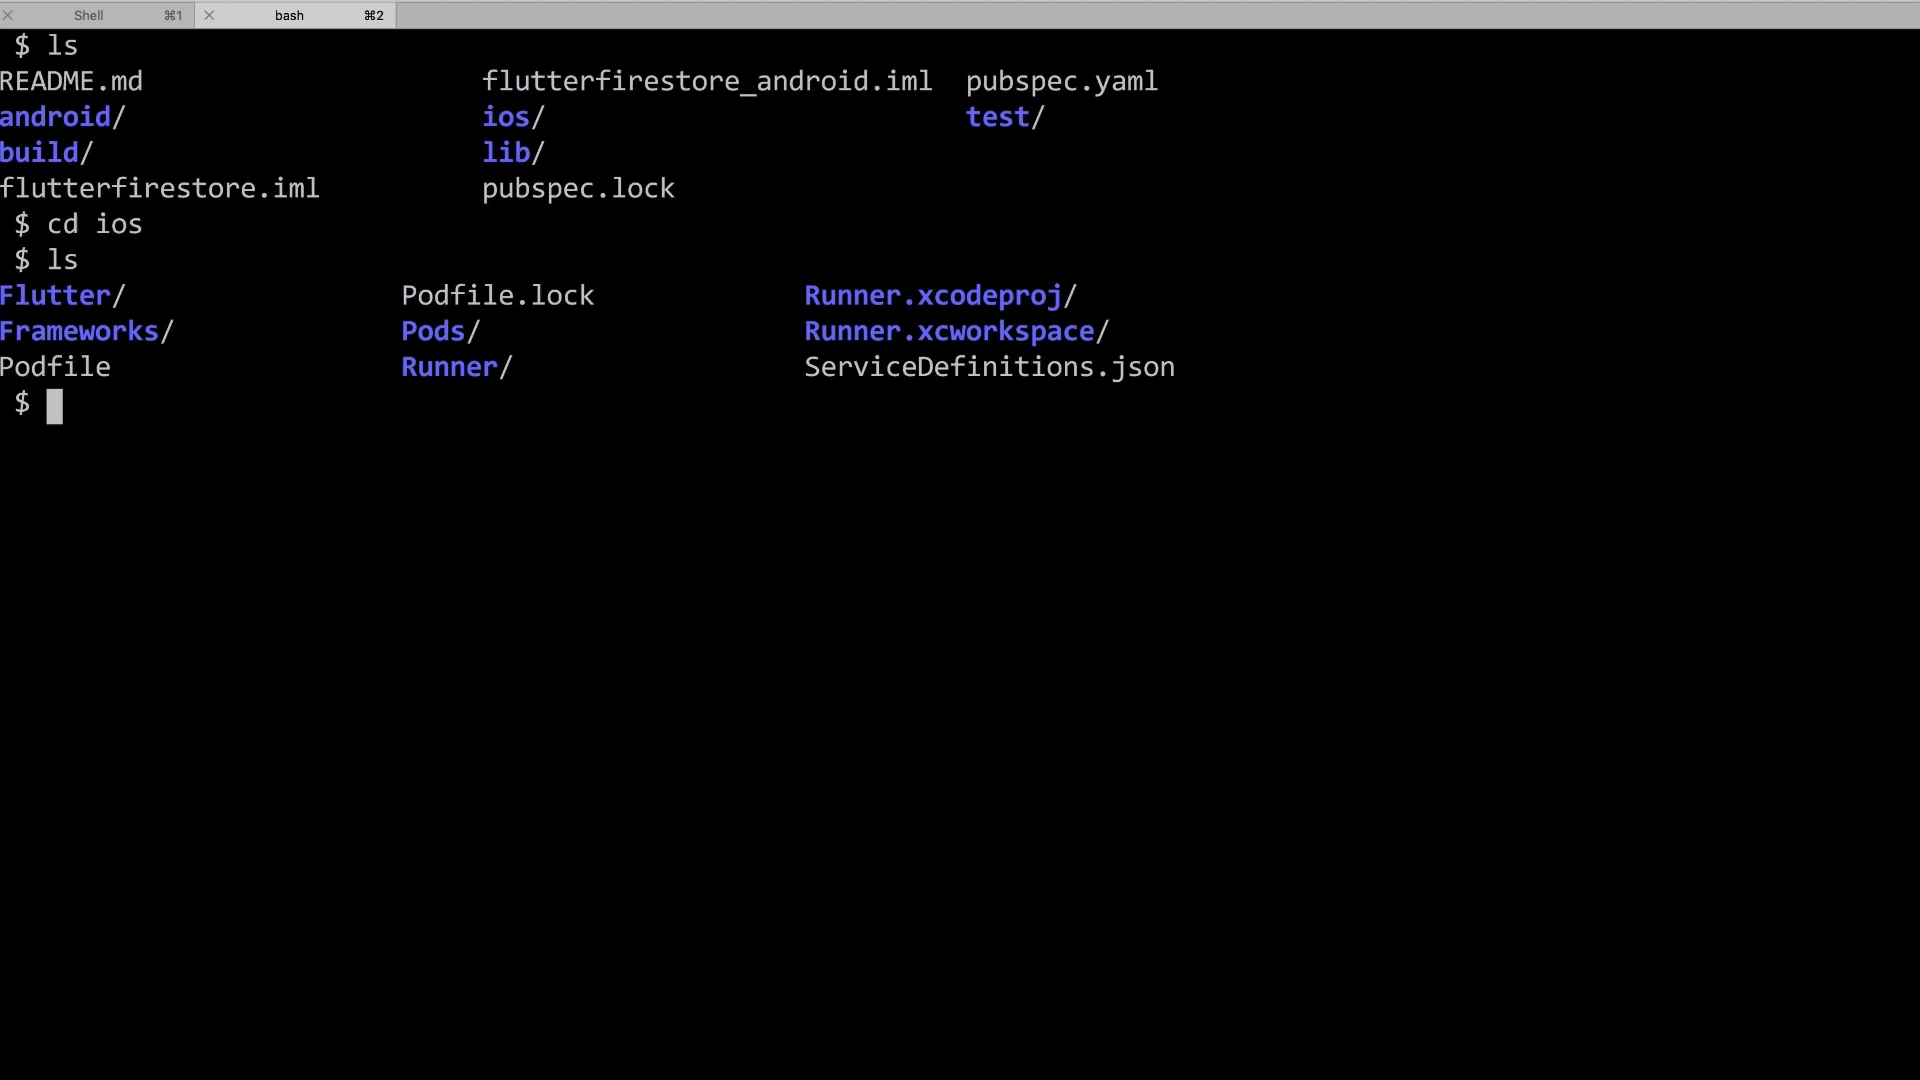 Shell ⌘1 bash ⌘2
$ ls
README.md flutterfirestore_android.iml pubspec.yaml
android/ ios/ test/
build/ lib/
flutterfirestore.iml pubspec.lock
$ cd ios
$ ls
Flutter/ Podfile.lock Runner.xcodeproj/
Frameworks/ Pods/ Runner.xcworkspace/
Podfile Runner/ ServiceDefinitions.json
$